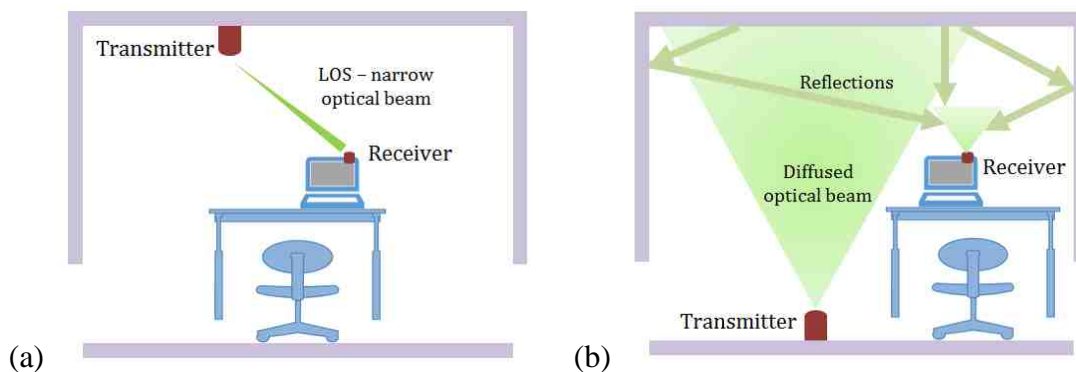 Transmitter
LOS – narrow
optical beam
Receiver
(a)
Reflections
Diffused
optical beam
Receiver
Transmitter
(b)